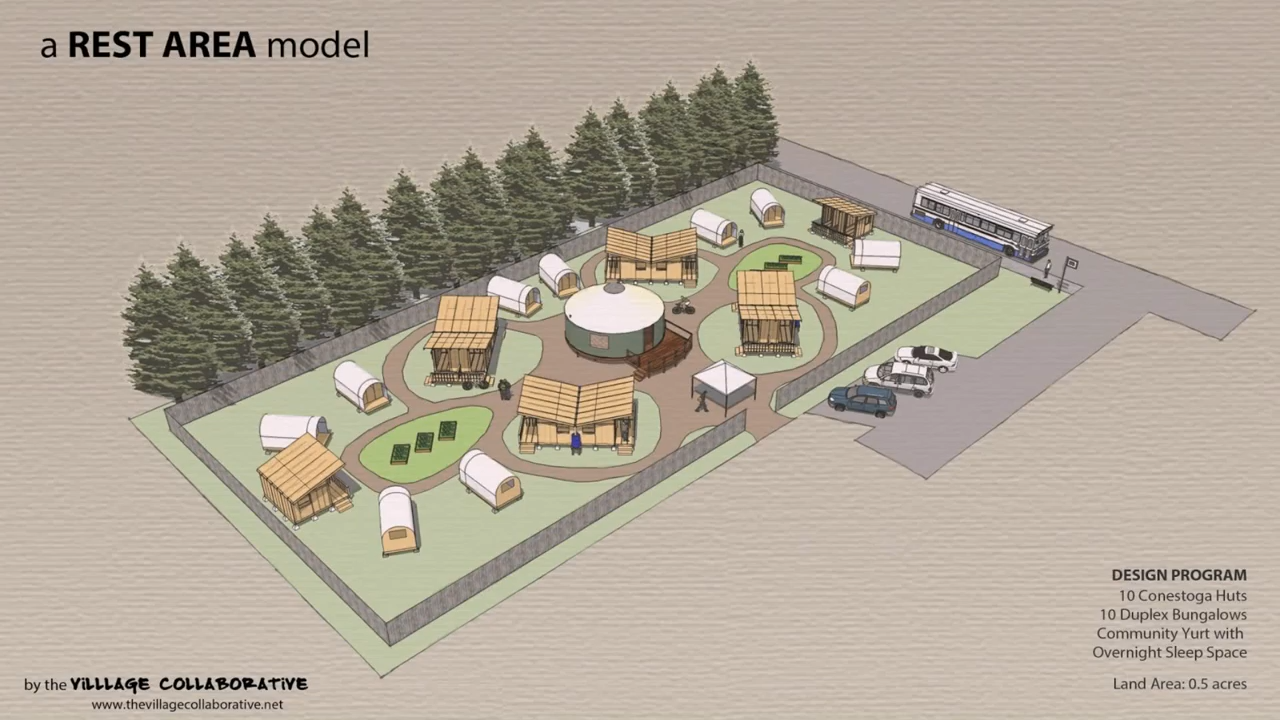 a REST AREA model
DESIGN PROGRAM
10 Conestoga Huts
10 Duplex Bungalows
Community Yurt with
Overnight Sleep Space
Land Area: 0.5 acres
by the ViLLLAGE COLLABORATiVE
www.thevillagecollaborative.net